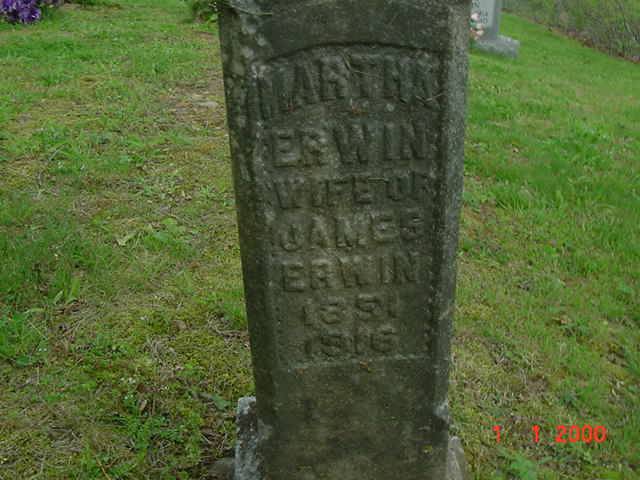 MARTHA
ERWIN
WIFE OF
JAMES
ERWIN
1851
1916
1 1 2000